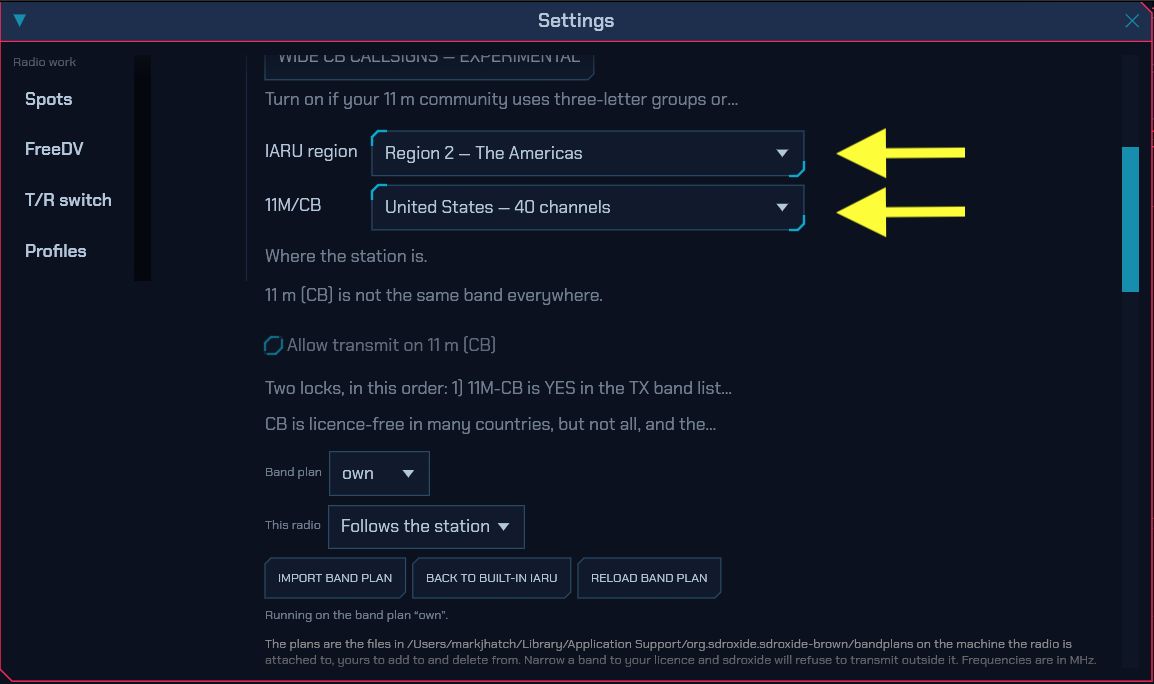 Settings
Radio work
Spots
FreeDV
T/R switch
Profiles
WIDE CB CALLSIGNS — EXPERIMENTAL
Turn on if your 11 m community uses three-letter groups or...
IARU region
Region 2 — The Americas
11M/CB
United States — 40 channels
Where the station is.
11 m (CB) is not the same band everywhere.
Allow transmit on 11 m (CB)
Two locks, in this order: 1) 11M-CB is YES in the TX band list...
CB is licence-free in many countries, but not all, and the...
Band plan
own
This radio
Follows the station
IMPORT BAND PLAN
BACK TO BUILT-IN IARU
RELOAD BAND PLAN
Running on the band plan “own”.
The plans are the files in /Users/markjhatch/Library/Application Support/org.sdroxide.sdroxide-brown/bandplans on the machine the radio is
attached to, yours to add to and delete from. Narrow a band to your licence and sdroxide will refuse to transmit outside it. Frequencies are in MHz.